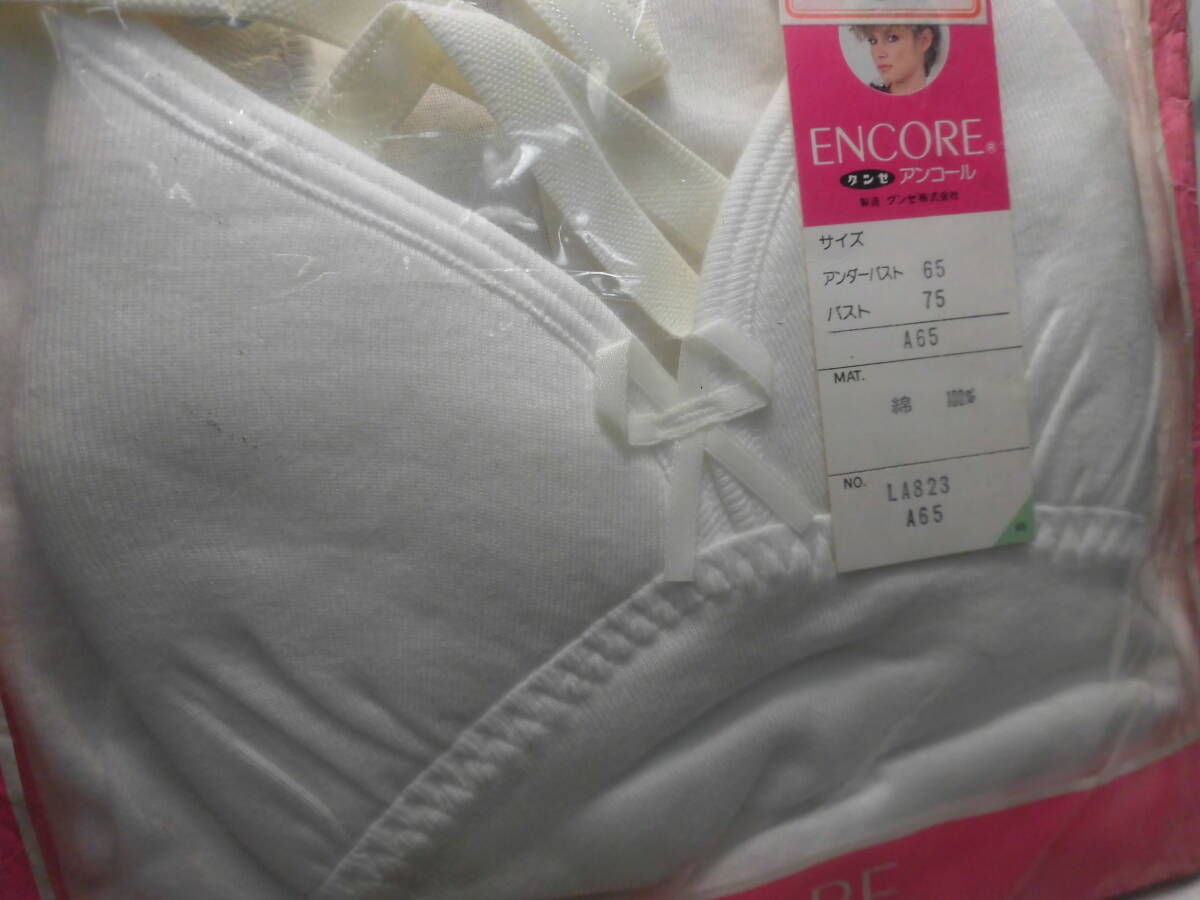 ENCORE®
グンゼ アンコール
製造 グンゼ株式会社
サイズ
アンダーバスト 65
バスト 75
A65
MAT.
綿 100%
NO. LA823
A65
RE